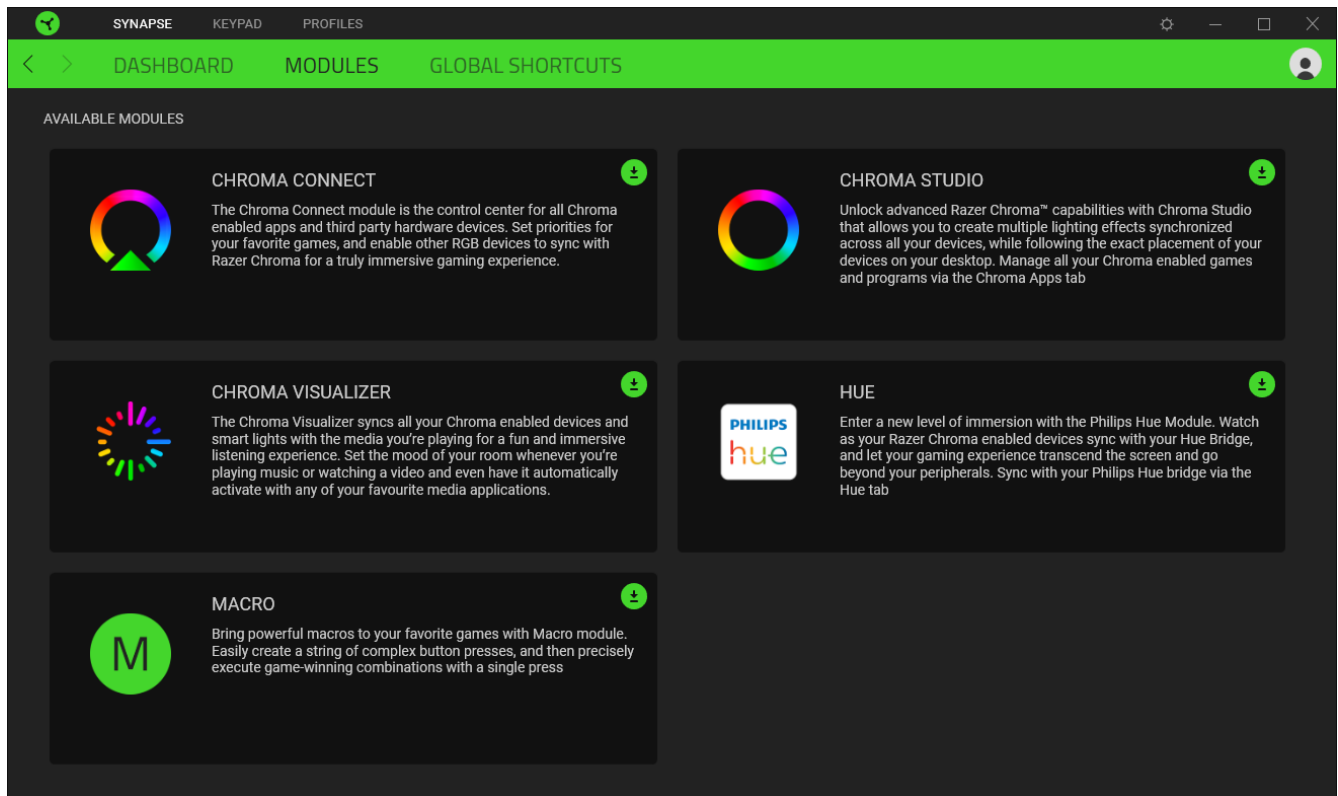 SYNAPSE KEYPAD PROFILES
DASHBOARD MODULES GLOBAL SHORTCUTS
AVAILABLE MODULES
CHROMA CONNECT
The Chroma Connect module is the control center for all Chroma
enabled apps and third party hardware devices. Set priorities for
your favorite games, and enable other RGB devices to sync with
Razer Chroma for a truly immersive gaming experience.
CHROMA STUDIO
Unlock advanced Razer Chroma™ capabilities with Chroma Studio
that allows you to create multiple lighting effects synchronized
across all your devices, while following the exact placement of your
devices on your desktop. Manage all your Chroma enabled games
and programs via the Chroma Apps tab
CHROMA VISUALIZER
The Chroma Visualizer syncs all your Chroma enabled devices and
smart lights with the media you’re playing for a fun and immersive
listening experience. Set the mood of your room whenever you’re
playing music or watching a video and even have it automatically
activate with any of your favourite media applications.
PHILIPS
hue
HUE
Enter a new level of immersion with the Philips Hue Module. Watch
as your Razer Chroma enabled devices sync with your Hue Bridge,
and let your gaming experience transcend the screen and go
beyond your peripherals. Sync with your Philips Hue bridge via the
Hue tab
M
MACRO
Bring powerful macros to your favorite games with Macro module.
Easily create a string of complex button presses, and then precisely
execute game-winning combinations with a single press